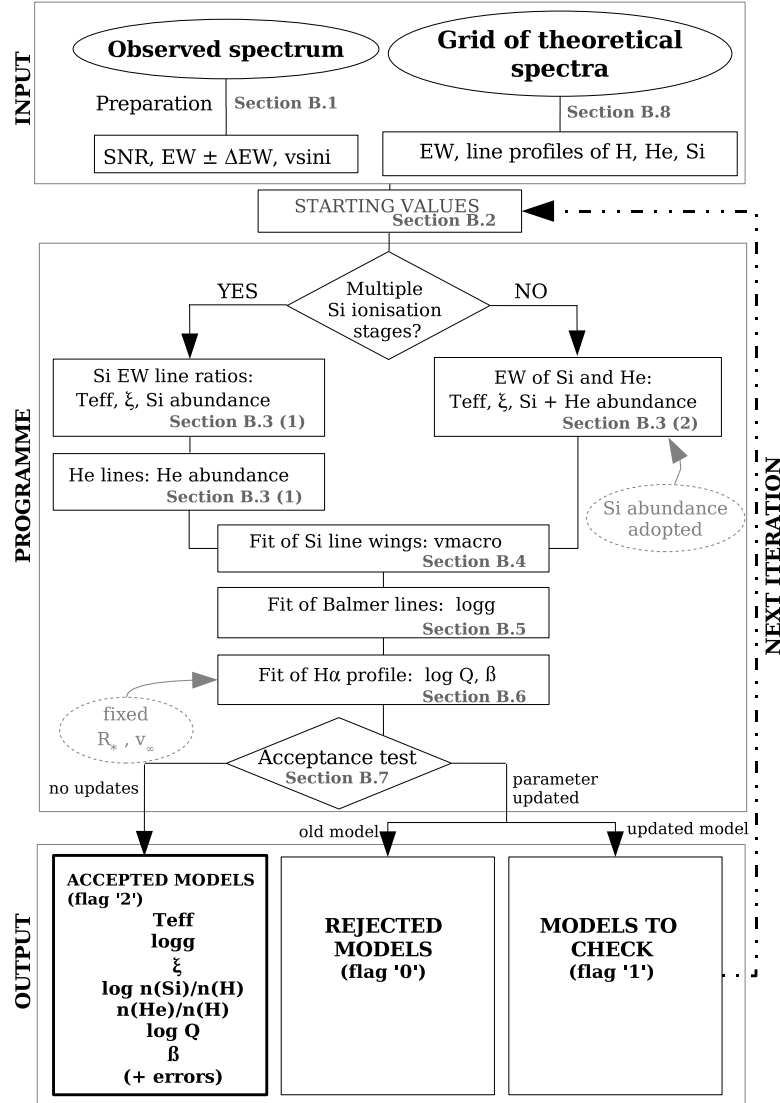 INPUT
Observed spectrum
Grid of theoretical
spectra
Preparation
Section B.1
Section B.8
SNR, EW ± ΔEW, vsini
EW, line profiles of H, He, Si
STARTING VALUES
Section B.2
PROGRAMME
Multiple
Si ionisation
stages?
YES
NO
Si EW line ratios:
Teff, ξ, Si abundance
Section B.3 (1)
EW of Si and He:
Teff, ξ, Si + He abundance
Section B.3 (2)
He lines: He abundance
Section B.3 (1)
Si abundance
adopted
Fit of Si line wings: vmacro
Section B.4
Fit of Balmer lines: logg
Section B.5
Fit of Hα profile: log Q, ß
Section B.6
fixed
R* , v∞
Acceptance test
Section B.7
no updates
parameter
updated
old model
updated model
NEXT ITERATION
OUTPUT
ACCEPTED MODELS
(flag '2')
Teff
logg
ξ
log n(Si)/n(H)
n(He)/n(H)
log Q
ß
(+ errors)
REJECTED
MODELS
(flag '0')
MODELS TO
CHECK
(flag '1')